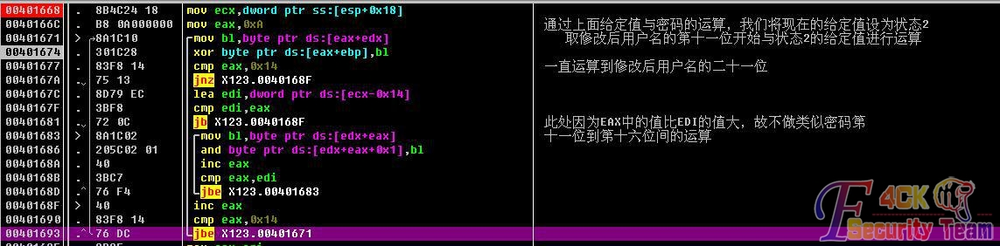 00401668 . 8B4C24 18 mov ecx,dword ptr ss:[esp+0x18]
0040166C . B8 0A000000 mov eax,0xA 通过上面给定值与密码的运算,我们将现在的给定值设为状态2
00401671 > 8A1C10 mov bl,byte ptr ds:[eax+edx] 取修改后用户名的第十一位开始与状态2的给定值进行运算
00401674 . 301C28 xor byte ptr ds:[eax+ebp],bl
00401677 . 83F8 14 cmp eax,0x14 一直运算到修改后用户名的二十一位
0040167A . 75 13 jnz X123.0040168F
0040167C . 8D79 EC lea edi,dword ptr ds:[ecx-0x14]
0040167F . 3BF8 cmp edi,eax
00401681 . 72 0C jb X123.0040168F 此处因为EAX中的值比EDI的值大,故不做类似密码第
00401683 > 8A1C02 mov bl,byte ptr ds:[edx+eax] 十一位到第十六位间的运算
00401686 . 205C02 01 and byte ptr ds:[edx+eax+0x1],bl
0040168A . 40 inc eax
0040168B . 3BC7 cmp eax,edi
0040168D .^ 76 F4 jbe X123.00401683
0040168F > 40 inc eax
00401690 . 83F8 14 cmp eax,0x14
00401693 .^ 76 DC jbe X123.00401671
F4CK
Security Team